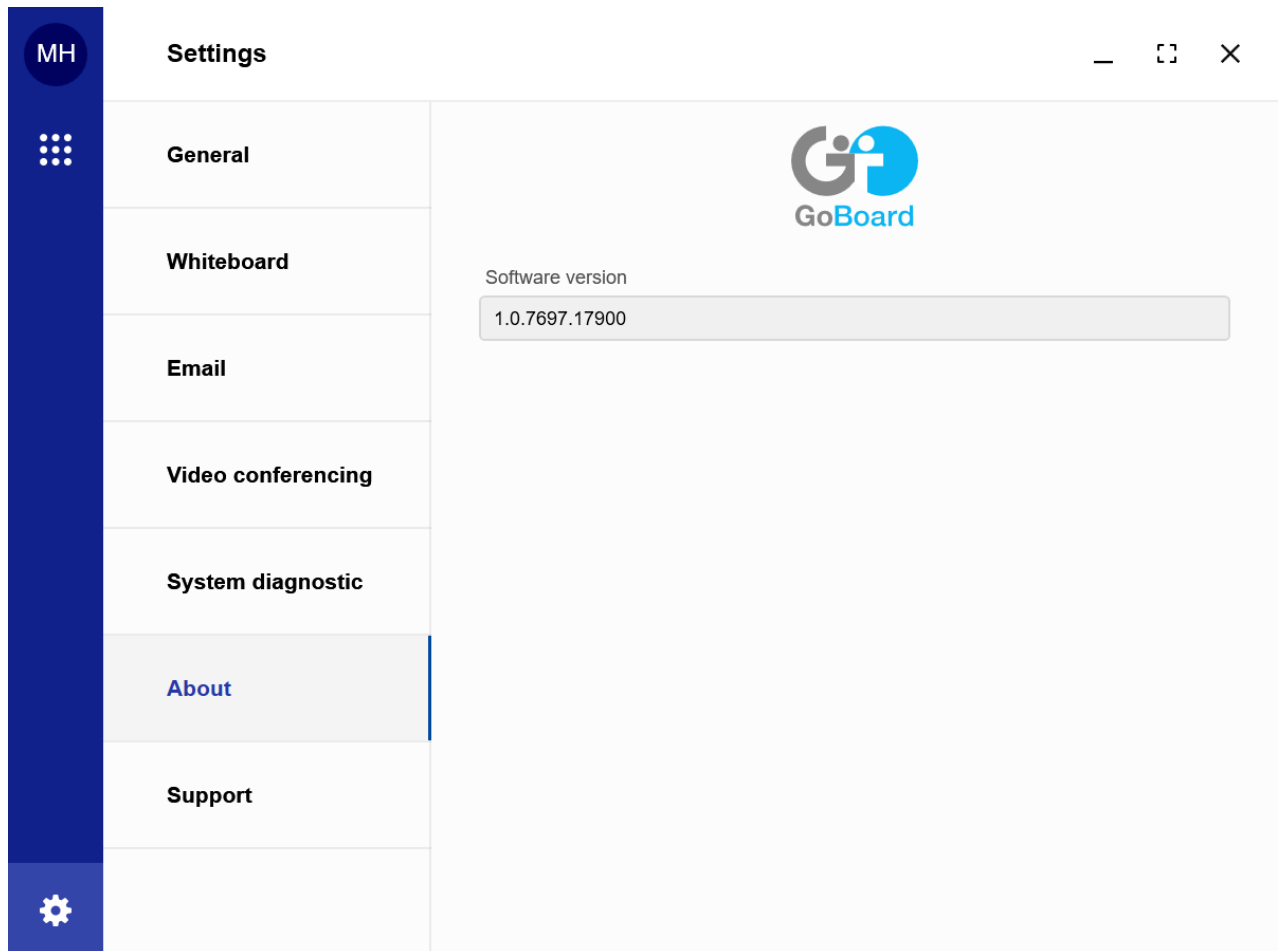 MH
Settings
General
Whiteboard
Email
Video conferencing
System diagnostic
About
Support
GoBoard
Software version
1.0.7697.17900